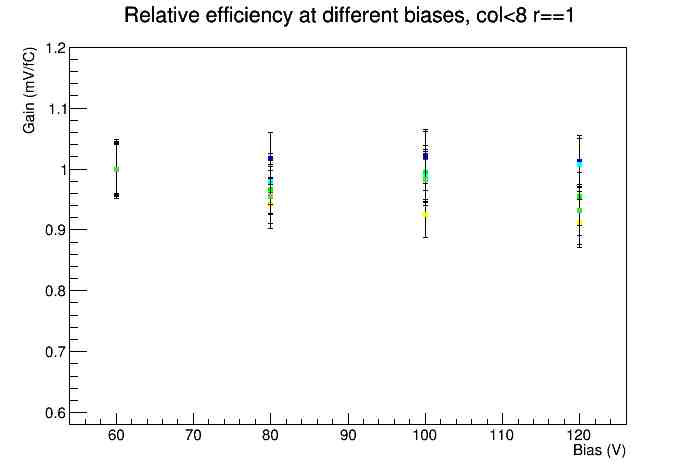 Relative efficiency at different biases, col<8 r==1
Gain (mV/fC)
1.2
1.1
1
0.9
0.8
0.7
0.6
60 70 80 90 100 110 120
Bias (V)